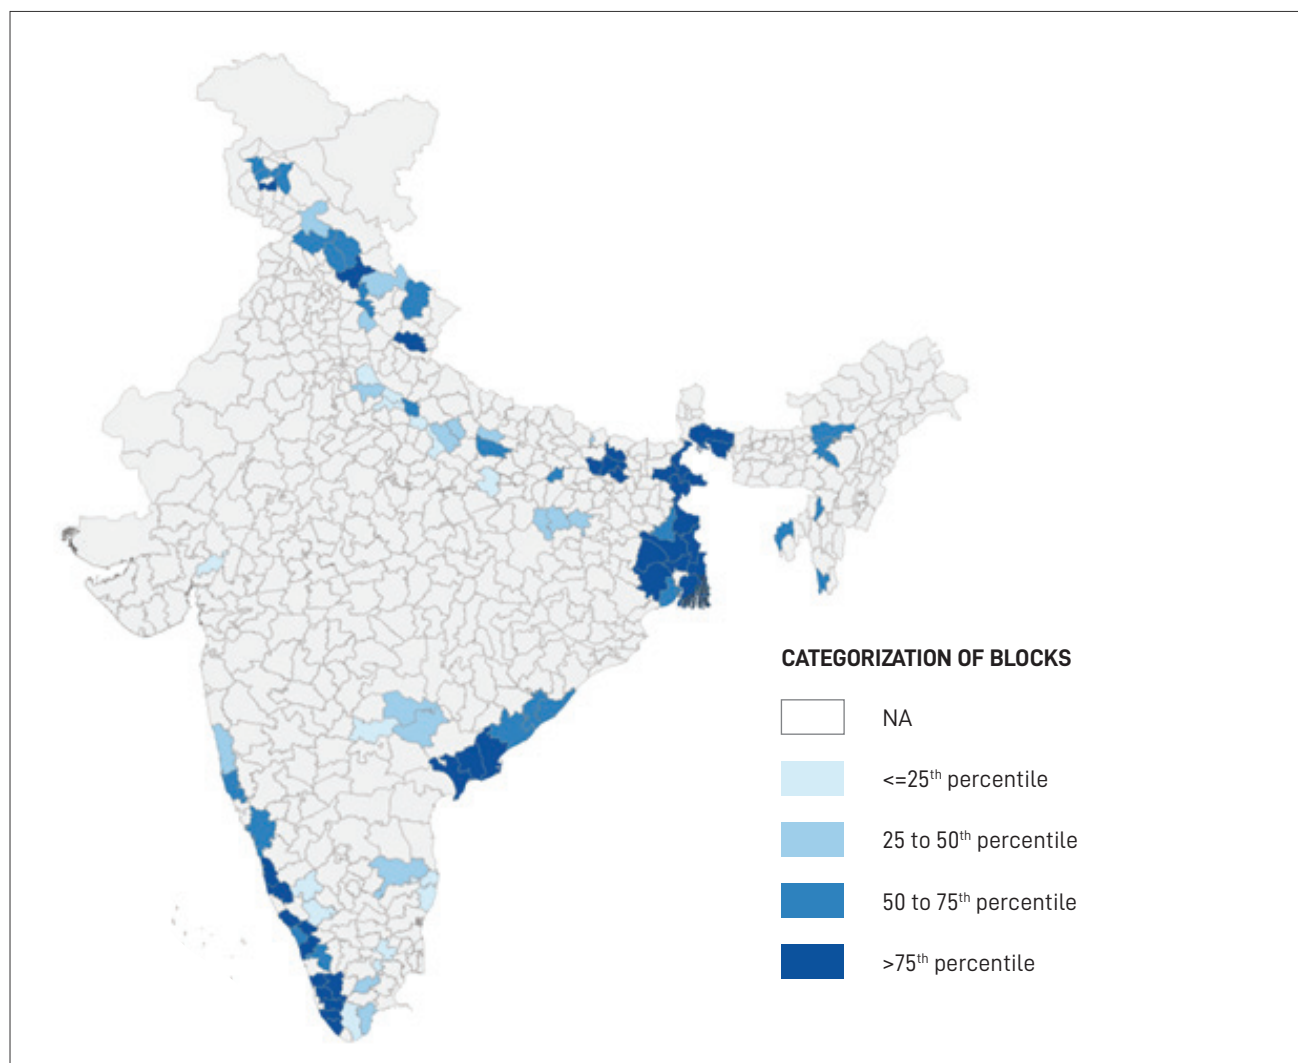 CATEGORIZATION OF BLOCKS
NA
<=25th percentile
25 to 50th percentile
50 to 75th percentile
>75th percentile